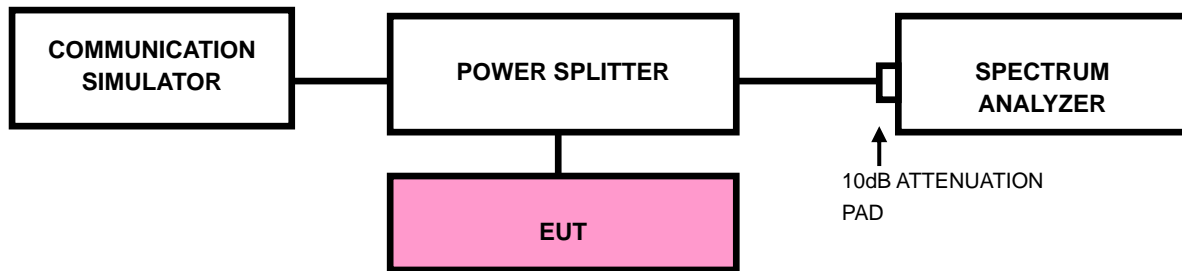 COMMUNICATION
SIMULATOR
POWER SPLITTER
SPECTRUM
ANALYZER
10dB ATTENUATION
PAD
EUT